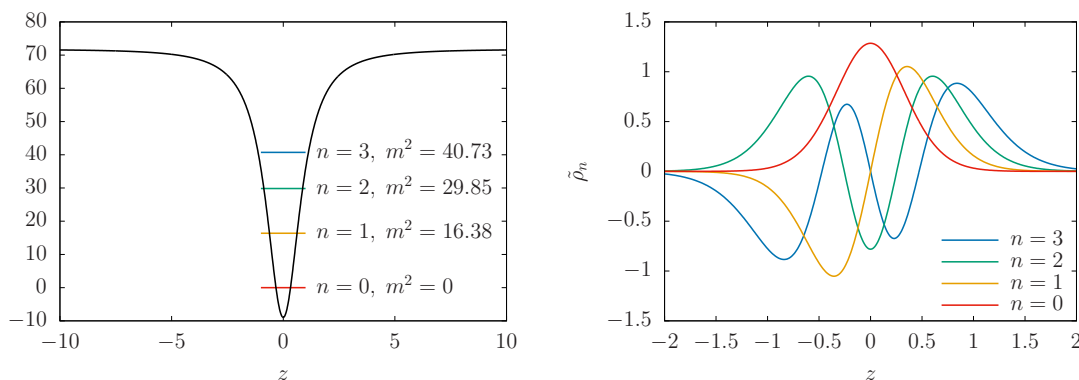 80
70
60
50
40
30
20
10
0
−10
−10
−5
0
5
10
z
n = 3, m² = 40.73
n = 2, m² = 29.85
n = 1, m² = 16.38
n = 0, m² = 0
1.5
1
0.5
0
−0.5
−1
−1.5
ρ̃ₙ
−2
−1.5
−1
−0.5
0
0.5
1
1.5
2
z
n = 3
n = 2
n = 1
n = 0